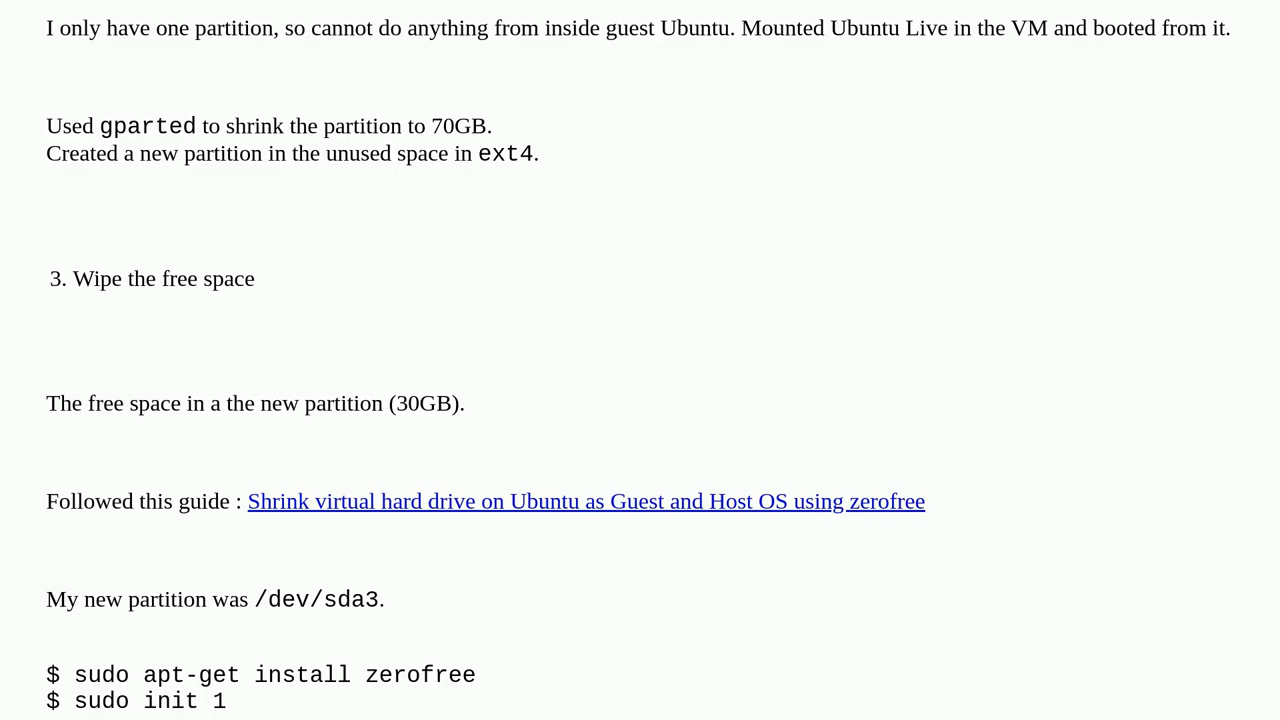 I only have one partition, so cannot do anything from inside guest Ubuntu. Mounted Ubuntu Live in the VM and booted from it.
Used gparted to shrink the partition to 70GB.
Created a new partition in the unused space in ext4.
3. Wipe the free space
The free space in a the new partition (30GB).
Followed this guide : Shrink virtual hard drive on Ubuntu as Guest and Host OS using zerofree
My new partition was /dev/sda3.
$ sudo apt-get install zerofree
$ sudo init 1